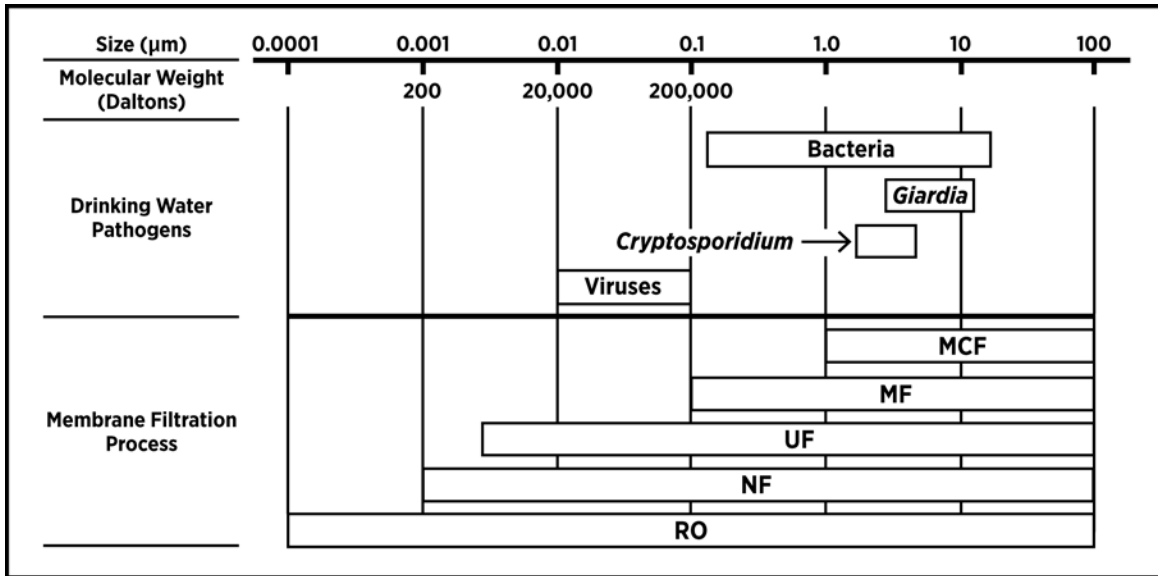 Size (µm) 0.0001 0.001 0.01 0.1 1.0 10 100
Molecular Weight
(Daltons)
200 20,000 200,000
Drinking Water
Pathogens
Bacteria
Giardia
Cryptosporidium
Viruses
Membrane Filtration
Process
MCF
MF
UF
NF
RO